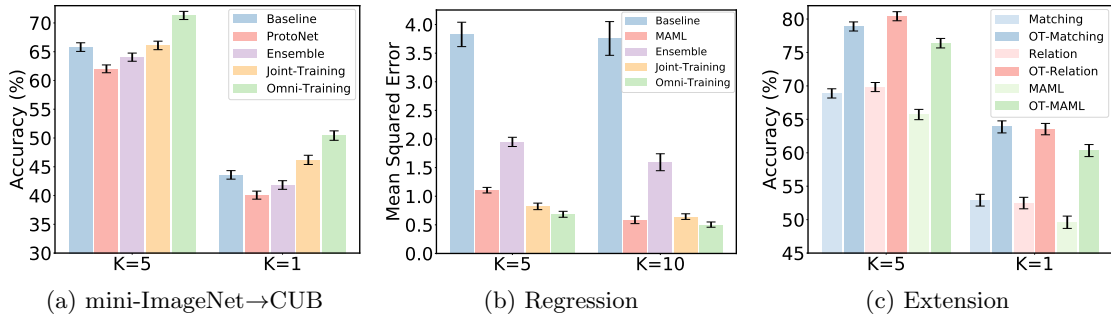 Accuracy (%)
70
65
60
55
50
45
40
35
30
K=5
K=1
Baseline
ProtoNet
Ensemble
Joint-Training
Omni-Training
(a) mini-ImageNet→CUB
Mean Squared Error
4.0
3.5
3.0
2.5
2.0
1.5
1.0
0.5
0.0
K=5
K=10
Baseline
MAML
Ensemble
Joint-Training
Omni-Training
(b) Regression
Accuracy (%)
80
75
70
65
60
55
50
45
K=5
K=1
Matching
OT-Matching
Relation
OT-Relation
MAML
OT-MAML
(c) Extension